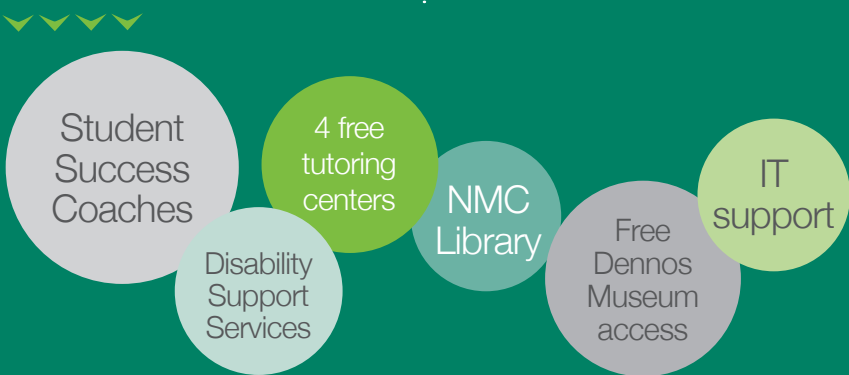 Student
Success
Coaches
Disability
Support
Services
4 free
tutoring
centers
NMC
Library
Free
Dennos
Museum
access
IT
support